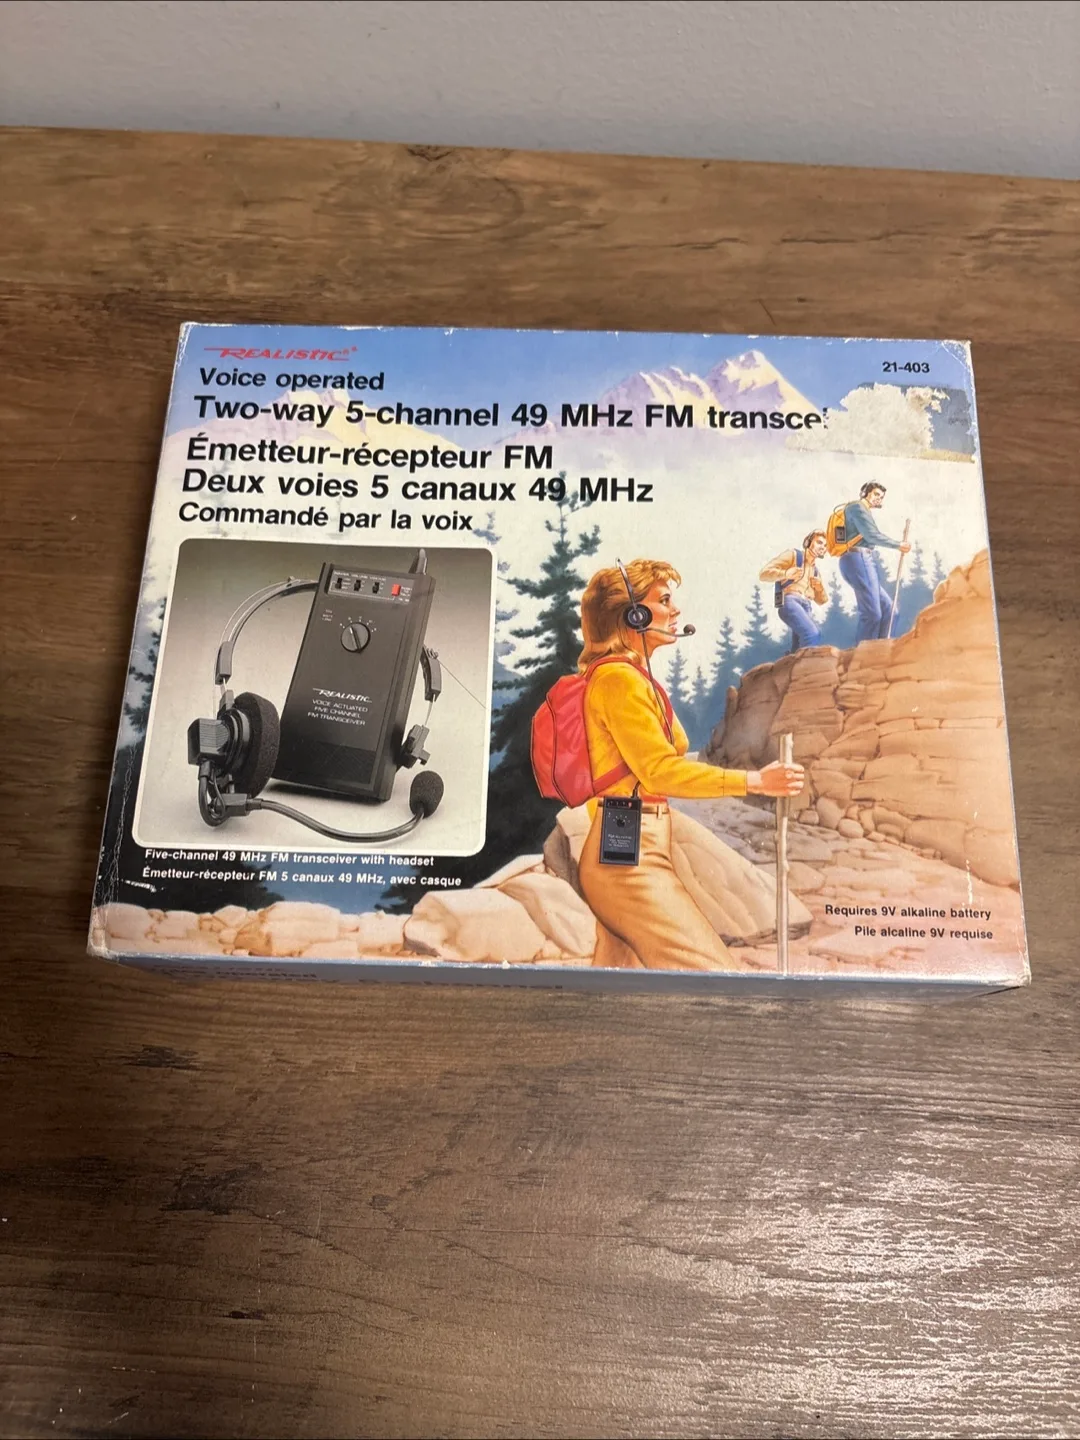 REALISTIC®
21-403
Voice operated
Two-way 5-channel 49 MHz FM transce
Émetteur-récepteur FM
Deux voies 5 canaux 49 MHz
Commandé par la voix
REALISTIC
VOICE ACTUATED
FIVE CHANNEL
FM TRANSCEIVER
Five-channel 49 MHz FM transceiver with headset
Émetteur-récepteur FM 5 canaux 49 MHz, avec casque
Requires 9V alkaline battery
Pile alcaline 9V requise